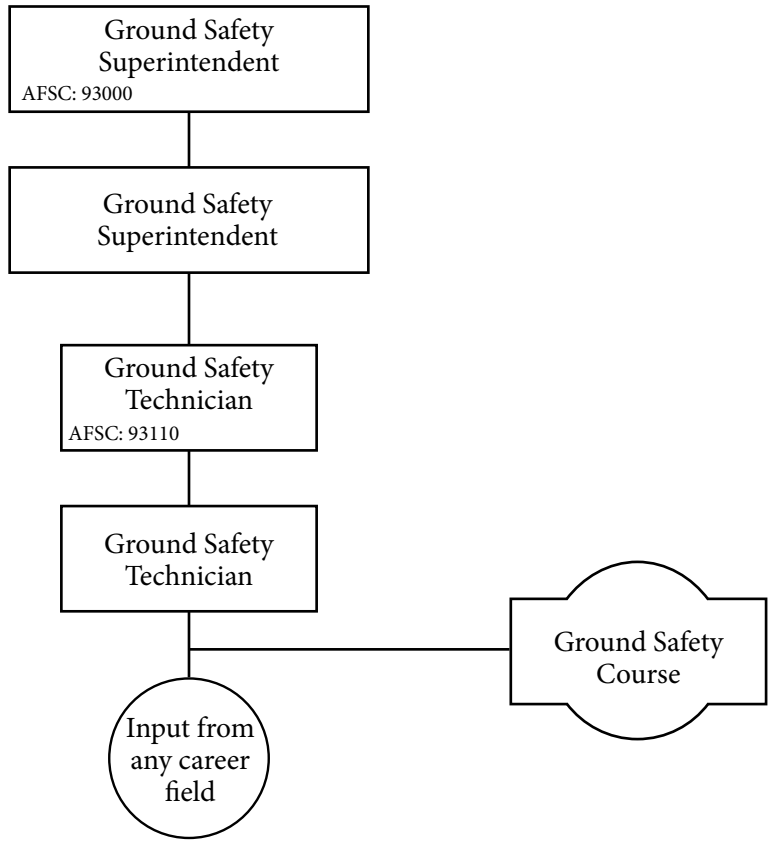 Ground Safety
Superintendent
AFSC: 93000
Ground Safety
Superintendent
Ground Safety
Technician
AFSC: 93110
Ground Safety
Technician
Ground Safety
Course
Input from
any career
field